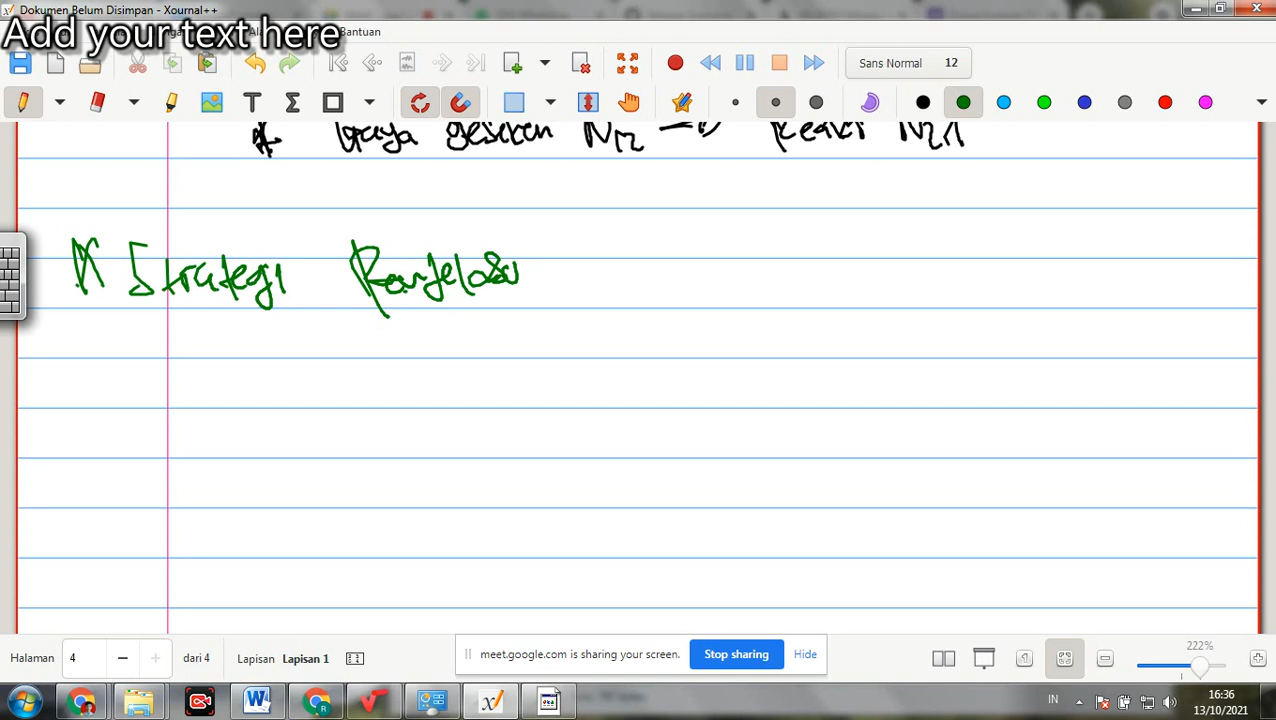 Dokumen Belum Disimpan - Xournal++
Add your text here
Bantuan
Sans Normal 12
gesekan N12 => N21
Strategi
meet.google.com is sharing your screen. Stop sharing Hide
Halaman 4 dari 4 Lapisan Lapisan 1
222%
IN
16:36
13/10/2021